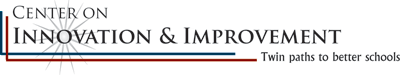 Center on
Innovation & Improvement
Twin paths to better schools